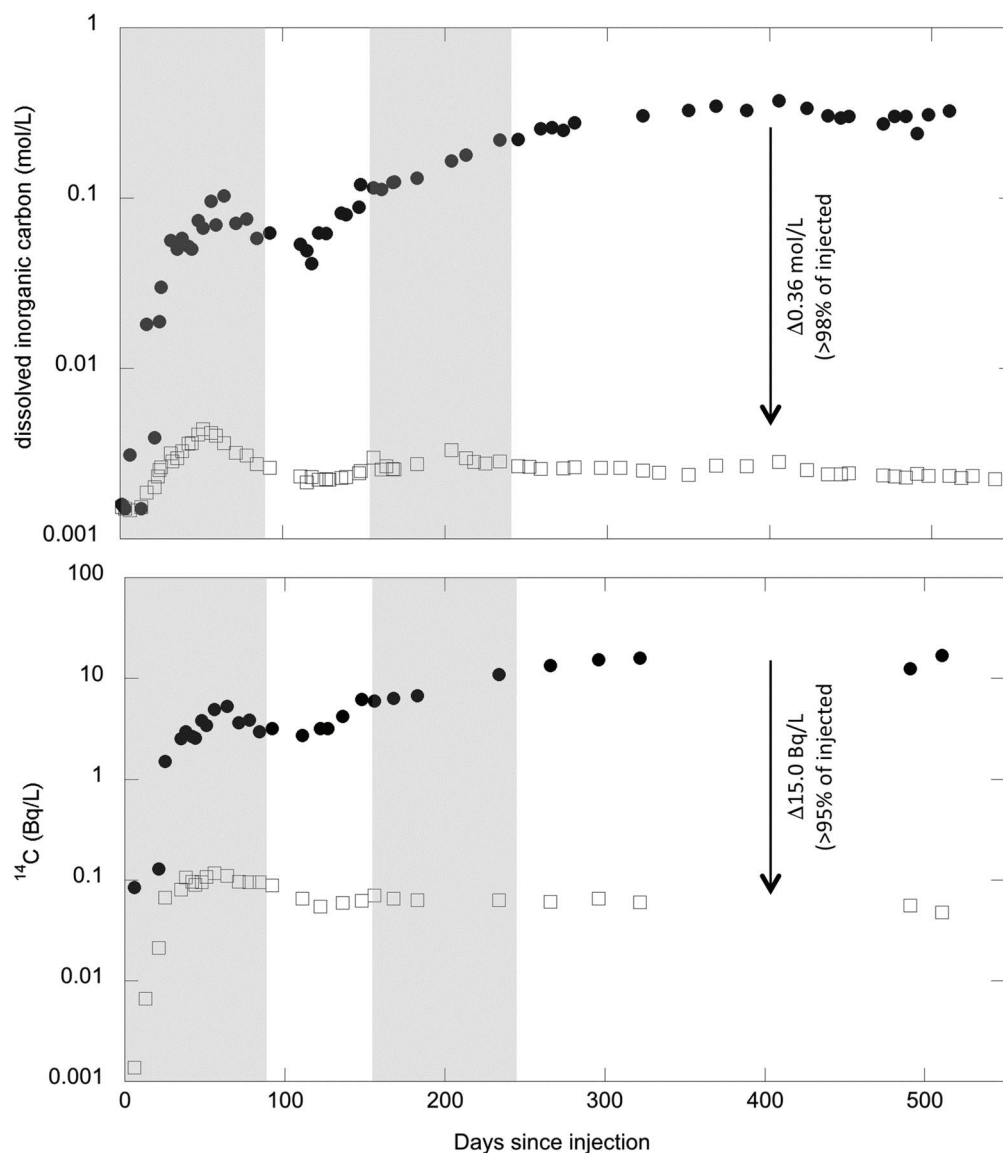 1
0.1
0.01
0.001
dissolved inorganic carbon (mol/L)
Δ0.36 mol/L
(>98% of injected)
100
10
1
0.1
0.01
0.001
¹⁴C (Bq/L)
Δ15.0 Bq/L
(>95% of injected)
0 100 200 300 400 500
Days since injection